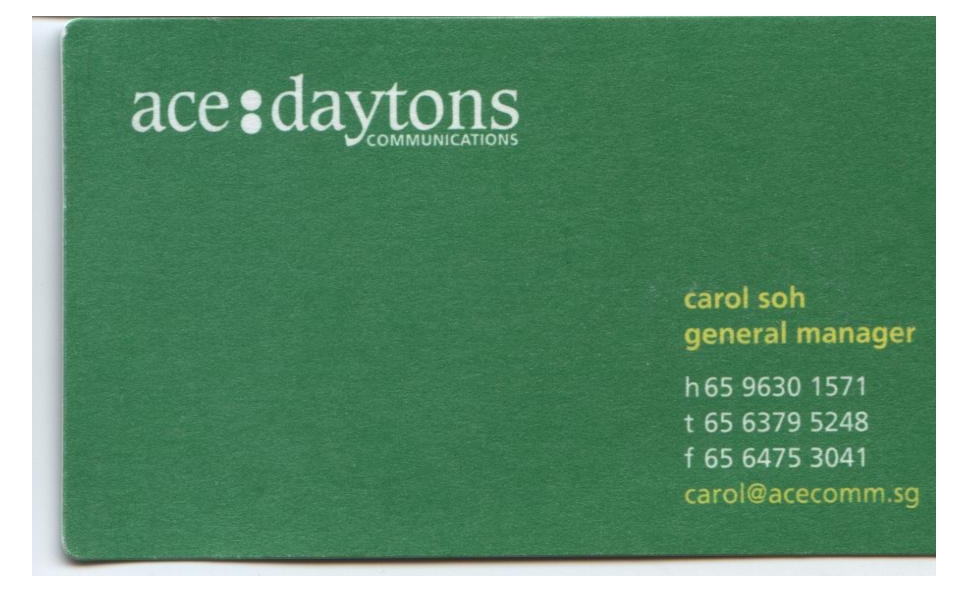 ace:daytons
COMMUNICATIONS
carol soh
general manager
h 65 9630 1571
t 65 6379 5248
f 65 6475 3041
carol@acecomm.sg